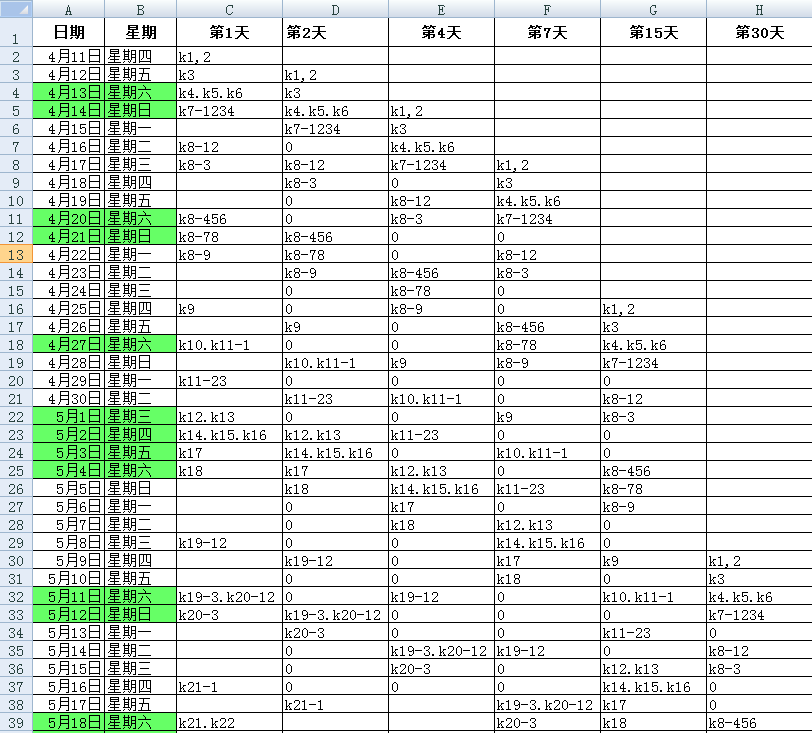 A B C D E F G H
1 日期 星期 第1天 第2天 第4天 第7天 第15天 第30天
2 4月11日 星期四 k1,2
3 4月12日 星期五 k3 k1,2
4 4月13日 星期六 k4.k5.k6 k3
5 4月14日 星期日 k7-1234 k4.k5.k6 k1,2
6 4月15日 星期一 k7-1234 k3
7 4月16日 星期二 k8-12 0 k4.k5.k6
8 4月17日 星期三 k8-3 k8-12 k7-1234 k1,2
9 4月18日 星期四 k8-3 0 k3
10 4月19日 星期五 0 k8-12 k4.k5.k6
11 4月20日 星期六 k8-456 0 k8-3 k7-1234
12 4月21日 星期日 k8-78 k8-456 0 0
13 4月22日 星期一 k8-9 k8-78 0 k8-12
14 4月23日 星期二 k8-9 k8-456 k8-3
15 4月24日 星期三 0 k8-78 0
16 4月25日 星期四 k9 0 k8-9 0 k1,2
17 4月26日 星期五 k9 0 k8-456 k3
18 4月27日 星期六 k10.k11-1 0 0 k8-78 k4.k5.k6
19 4月28日 星期日 k10.k11-1 k9 k8-9 k7-1234
20 4月29日 星期一 k11-23 0 0 0 0
21 4月30日 星期二 k11-23 k10.k11-1 0 k8-12
22 5月1日 星期三 k12.k13 0 0 k9 k8-3
23 5月2日 星期四 k14.k15.k16 k12.k13 k11-23 0 0
24 5月3日 星期五 k17 k14.k15.k16 0 k10.k11-1 0
25 5月4日 星期六 k18 k17 k12.k13 0 k8-456
26 5月5日 星期日 k18 k14.k15.k16 k11-23 k8-78
27 5月6日 星期一 0 k17 0 k8-9
28 5月7日 星期二 0 k18 k12.k13 0
29 5月8日 星期三 k19-12 0 0 k14.k15.k16 0
30 5月9日 星期四 k19-12 0 k17 k9 k1,2
31 5月10日 星期五 0 0 k18 0 k3
32 5月11日 星期六 k19-3.k20-12 0 k19-12 0 k10.k11-1 k4.k5.k6
33 5月12日 星期日 k20-3 k19-3.k20-12 0 0 0 k7-1234
34 5月13日 星期一 k20-3 0 0 k11-23 0
35 5月14日 星期二 0 k19-3.k20-12 k19-12 0 k8-12
36 5月15日 星期三 0 k20-3 0 k12.k13 k8-3
37 5月16日 星期四 k21-1 0 0 0 k14.k15.k16 0
38 5月17日 星期五 k21-1 k19-3.k20-12 k17 0
39 5月18日 星期六 k21.k22 k20-3 k18 k8-456